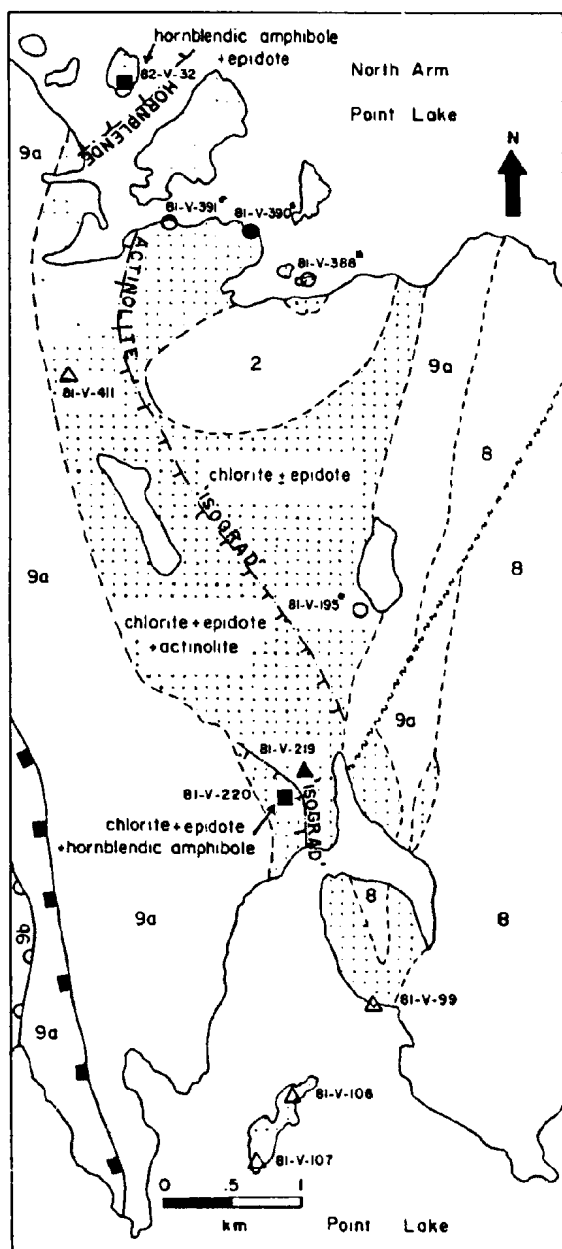 hornblendic amphibole
+ epidote
82-V-32
North Arm
Point Lake
HORNBLENDE
9a
N
81-V-391
81-V-390
81-V-388
ACTINOLITE
2
9a
81-V-411
8
chlorite ± epidote
ISOGRAD
8
9a
81-V-195
chlorite + epidote
+ actinolite
9a
81-V-219
81-V-220
ISOGRAD
chlorite + epidote
+ hornblendic amphibole
9a
8
8
9b
9a
81-V-99
81-V-106
81-V-107
0 .5 1
km
Point Lake